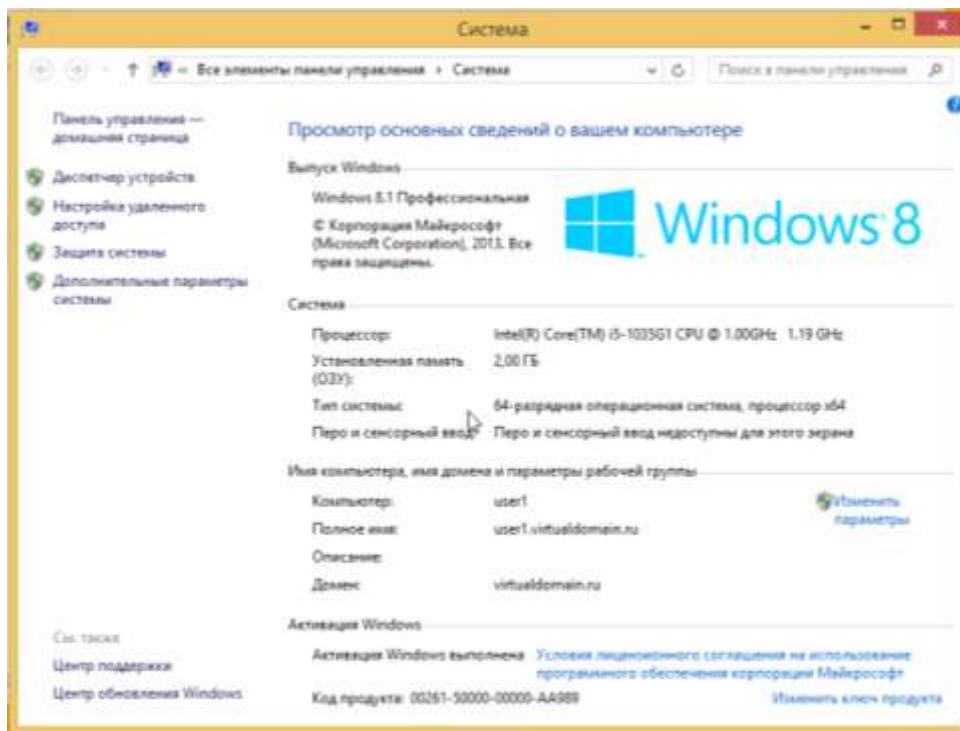 Система
Все элементы панели управления
Система
Поиск в панели управления
Панель управления —
домашняя страница
Диспетчер устройств
Настройка удаленного
доступа
Защита системы
Дополнительные параметры
системы
См. также
Центр поддержки
Центр обновления Windows
Просмотр основных сведений о вашем компьютере
Выпуск Windows
Windows 8.1 Профессиональная
© Корпорация Майкрософт
(Microsoft Corporation), 2013. Все
права защищены.
Windows 8
Система
Процессор: Intel(R) Core(TM) i5-1035G1 CPU @ 1.00GHz 1.19 GHz
Установленная память
(ОЗУ):
2,00 ГБ
Тип системы: 64-разрядная операционная система, процессор x64
Перо и сенсорный ввод: Перо и сенсорный ввод недоступны для этого экрана
Имя компьютера, имя домена и параметры рабочей группы
Компьютер: user1
Изменить
параметры
Полное имя: user1.virtualdomain.ru
Описание:
Домен: virtualdomain.ru
Активация Windows
Активация Windows выполнена Условия лицензионного соглашения на использование
программного обеспечения корпорации Майкрософт
Код продукта: 00261-50000-00000-AA989 Изменить ключ продукта